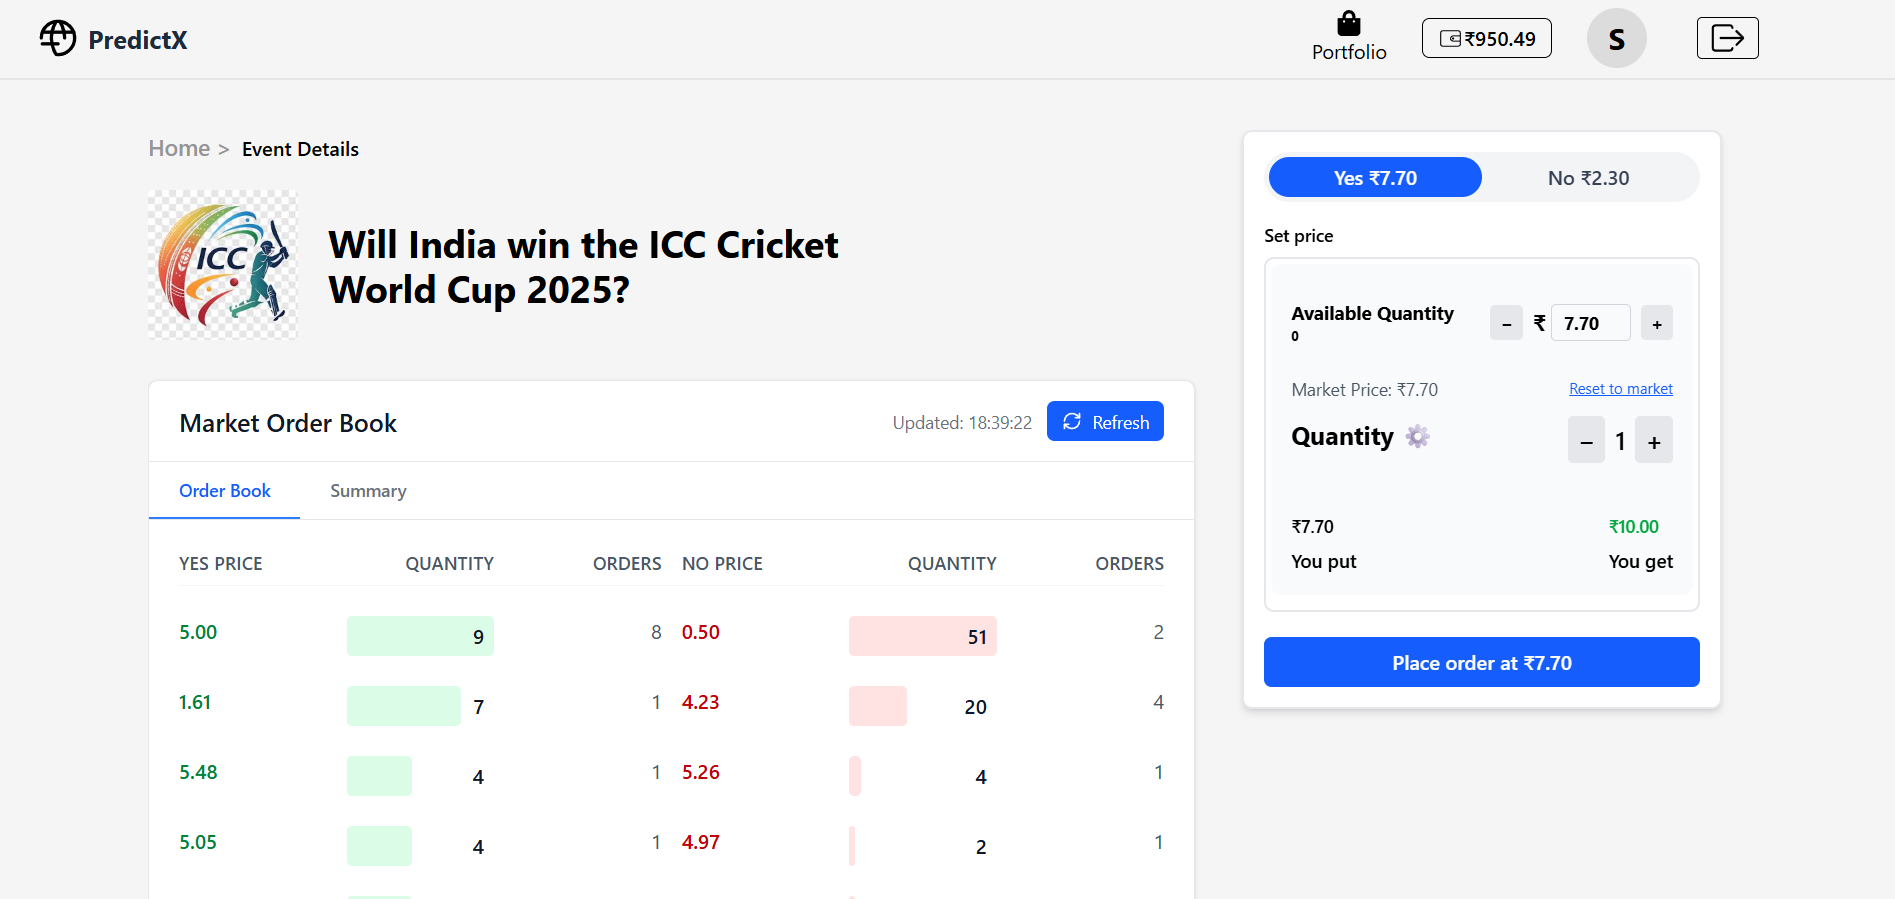 PredictX
Portfolio
₹950.49
S
Home > Event Details
ICC
Will India win the ICC Cricket
World Cup 2025?
Market Order Book
Updated: 18:39:22
Refresh
Order Book
Summary
YES PRICE QUANTITY ORDERS NO PRICE QUANTITY ORDERS
5.00 9 8 0.50 51 2
1.61 7 1 4.23 20 4
5.48 4 1 5.26 4 1
5.05 4 1 4.97 2 1
Yes ₹7.70
No ₹2.30
Set price
Available Quantity
0
- ₹ 7.70 +
Market Price: ₹7.70
Reset to market
Quantity
− 1 +
₹7.70 ₹10.00
You put You get
Place order at ₹7.70